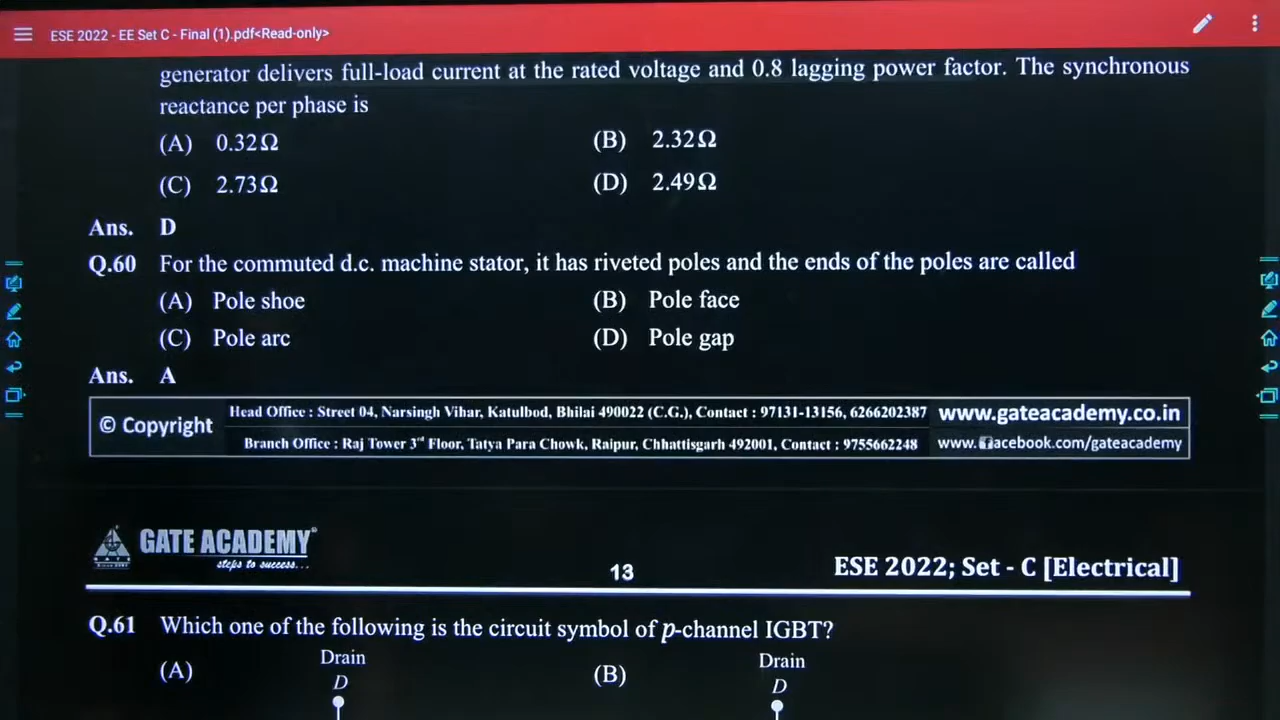 ESE 2022 - EE Set C - Final (1).pdf<Read-only>
generator delivers full-load current at the rated voltage and 0.8 lagging power factor. The synchronous
reactance per phase is
(A) 0.32Ω (B) 2.32Ω
(C) 2.73Ω (D) 2.49Ω
Ans. D
Q.60 For the commuted d.c. machine stator, it has riveted poles and the ends of the poles are called
(A) Pole shoe (B) Pole face
(C) Pole arc (D) Pole gap
Ans. A
© Copyright
Head Office : Street 04, Narsingh Vihar, Katulbod, Bhilai 490022 (C.G.), Contact : 97131-13156, 6266202387 www.gateacademy.co.in
Branch Office : Raj Tower 3rd Floor, Tatya Para Chowk, Raipur, Chhattisgarh 492001, Contact : 9755662248 www.facebook.com/gateacademy
GATE ACADEMY®
steps to success...
13 ESE 2022; Set - C [Electrical]
Q.61 Which one of the following is the circuit symbol of p-channel IGBT?
(A) Drain (B) Drain
D D